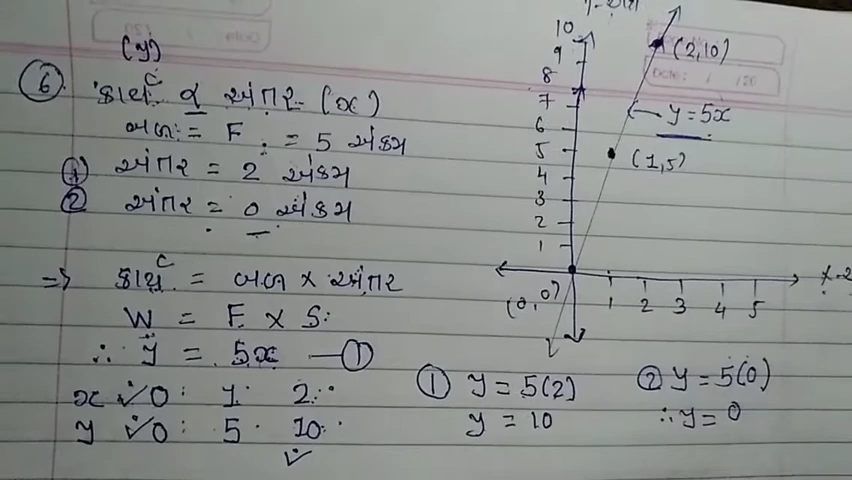 (y)
⑥ કાર્ય α અંતર (x)
બળ = F = 5 એકમ
① અંતર = 2 એકમ
② અંતર = 0 એકમ
⇒ કાર્ય = બળ × અંતર
W = F × S
∴ y = 5x —①
x ✓0 1 2
y ✓0 5 10
✓
10
9
8
7
6
5
4
3
2
1
(2,10)
y = 5x
(1,5)
(0,0)
1 2 3 4 5
① y = 5(2)
y = 10
② y = 5(0)
∴ y = 0